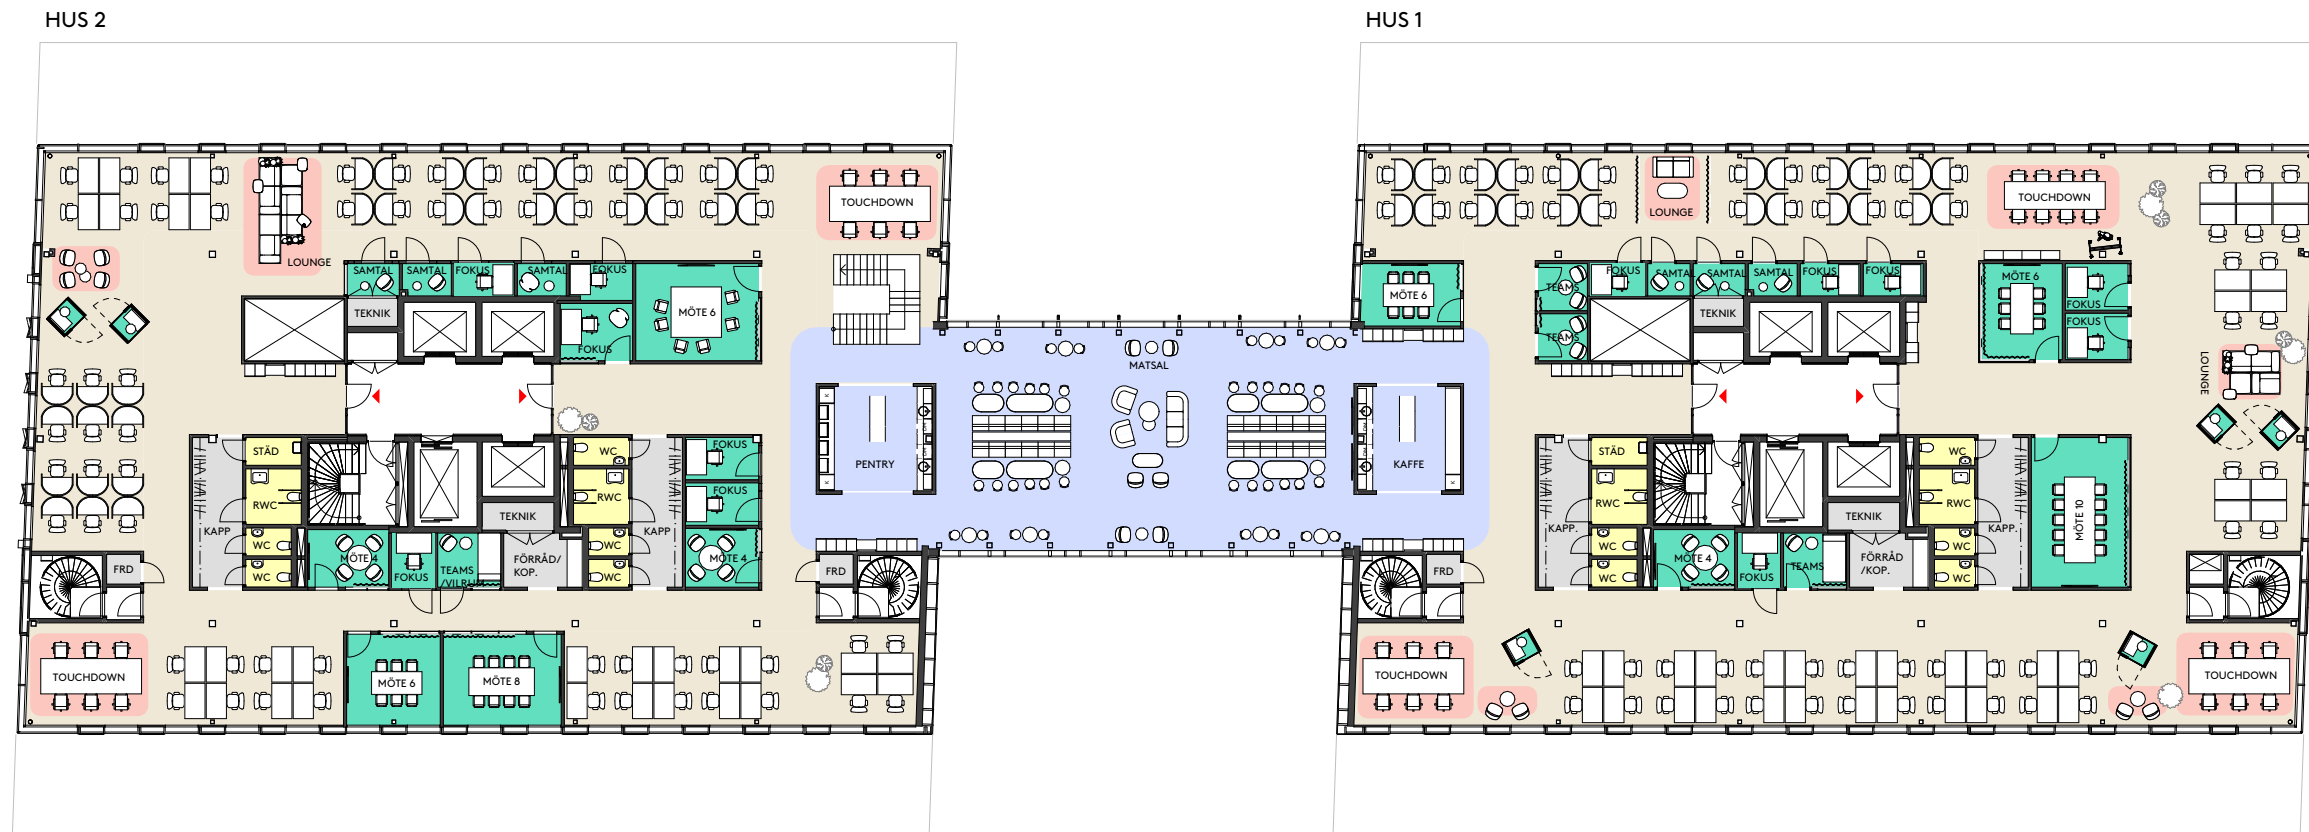 HUS 2
HUS 1
LOUNGE
TOUCHDOWN
SAMTAL
SAMTAL
FOKUS
SAMTAL
FOKUS
TEKNIK
MÖTE 6
FOKUS
STÄD
RWC
KAPP
WC
WC
WC
RWC
WC
WC
KAPP
TEKNIK
FÖRRÅD/
KOP.
FOKUS
FOKUS
MÖTE 4
MÖTE 4
FOKUS
TEAMS
/VILRUM
FRD
FRD
TOUCHDOWN
MÖTE 6
MÖTE 8
MATSAL
PENTRY
KAFFE
LOUNGE
TOUCHDOWN
MÖTE 6
TEAMS
TEAMS
FOKUS
SAMTAL
SAMTAL
SAMTAL
FOKUS
FOKUS
TEKNIK
MÖTE 6
FOKUS
FOKUS
LOUNGE
STÄD
RWC
KAPP.
WC
WC
WC
RWC
WC
WC
KAPP.
TEKNIK
FÖRRÅD
/KOP.
MÖTE 10
MÖTE 4
FOKUS
TEAMS
FRD
TOUCHDOWN
TOUCHDOWN